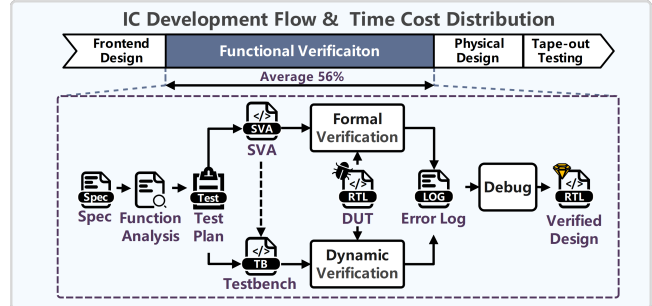 IC Development Flow & Time Cost Distribution
Frontend
Design
Functional Verificaiton
Physical
Design
Tape-out
Testing
Average 56%
SVA
SVA
Formal
Verification
Spec
Spec
Function
Analysis
Test
Test
Plan
RTL
DUT
LOG
Error Log
Debug
RTL
Verified
Design
TB
Testbench
Dynamic
Verification